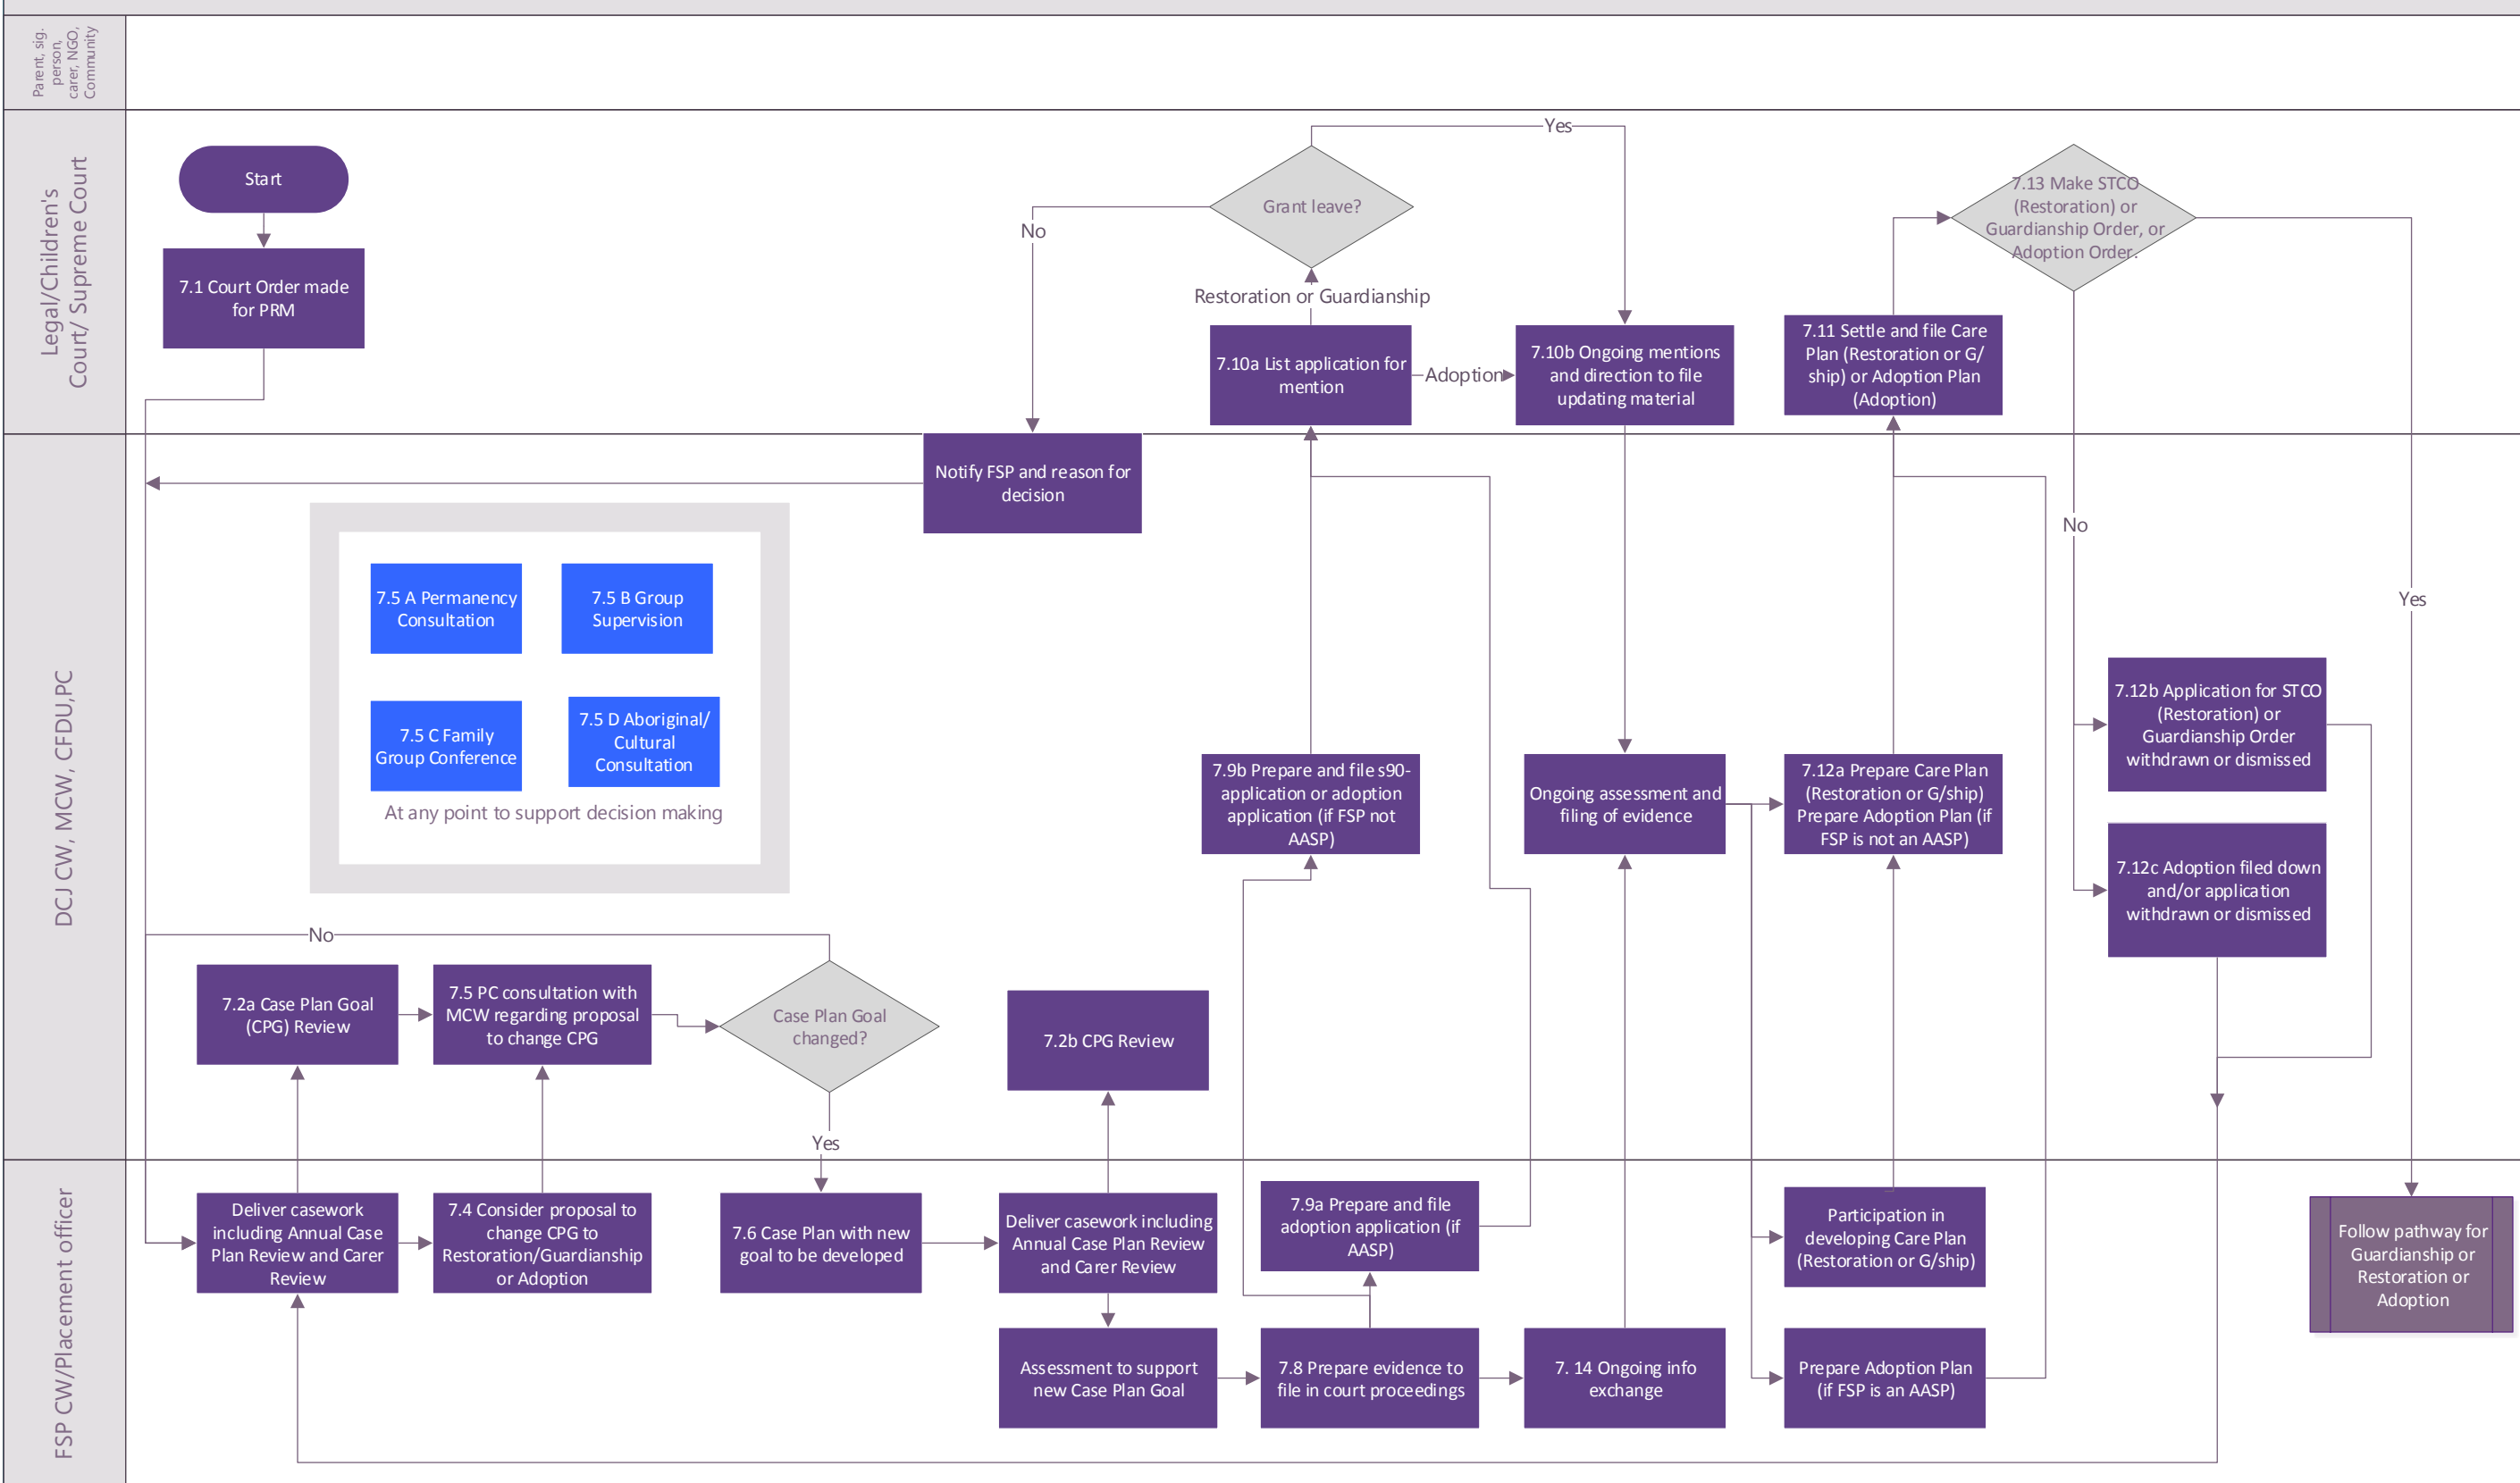 Parent, sig.
person,
carer, NGO,
Community
Legal/Children's
Court/ Supreme Court
Start
7.1 Court Order made
for PRM
Grant leave?
Yes
No
Restoration or Guardianship
7.10a List application for
mention
Adoption
7.10b Ongoing mentions
and direction to file
updating material
7.11 Settle and file Care
Plan (Restoration or G/
ship) or Adoption Plan
(Adoption)
7.13 Make STCO
(Restoration) or
Guardianship Order, or
Adoption Order.
No
Yes
DCJ CW, MCW, CFDU,PC
Notify FSP and reason for
decision
7.5 A Permanency
Consultation
7.5 B Group
Supervision
7.5 C Family
Group Conference
7.5 D Aboriginal/
Cultural
Consultation
At any point to support decision making
7.9b Prepare and file s90-
application or adoption
application (if FSP not
AASP)
Ongoing assessment and
filing of evidence
7.12a Prepare Care Plan
(Restoration or G/ship)
Prepare Adoption Plan (if
FSP is not an AASP)
7.12b Application for STCO
(Restoration) or
Guardianship Order
withdrawn or dismissed
7.12c Adoption filed down
and/or application
withdrawn or dismissed
No
7.2a Case Plan Goal
(CPG) Review
7.5 PC consultation with
MCW regarding proposal
to change CPG
Case Plan Goal
changed?
7.2b CPG Review
Yes
FSP CW/Placement officer
Deliver casework
including Annual Case
Plan Review and Carer
Review
7.4 Consider proposal to
change CPG to
Restoration/Guardianship
or Adoption
7.6 Case Plan with new
goal to be developed
Deliver casework including
Annual Case Plan Review
and Carer Review
7.9a Prepare and file
adoption application (if
AASP)
Participation in
developing Care Plan
(Restoration or G/ship)
Follow pathway for
Guardianship or
Restoration or
Adoption
Assessment to support
new Case Plan Goal
7.8 Prepare evidence to
file in court proceedings
7. 14 Ongoing info
exchange
Prepare Adoption Plan
(if FSP is an AASP)